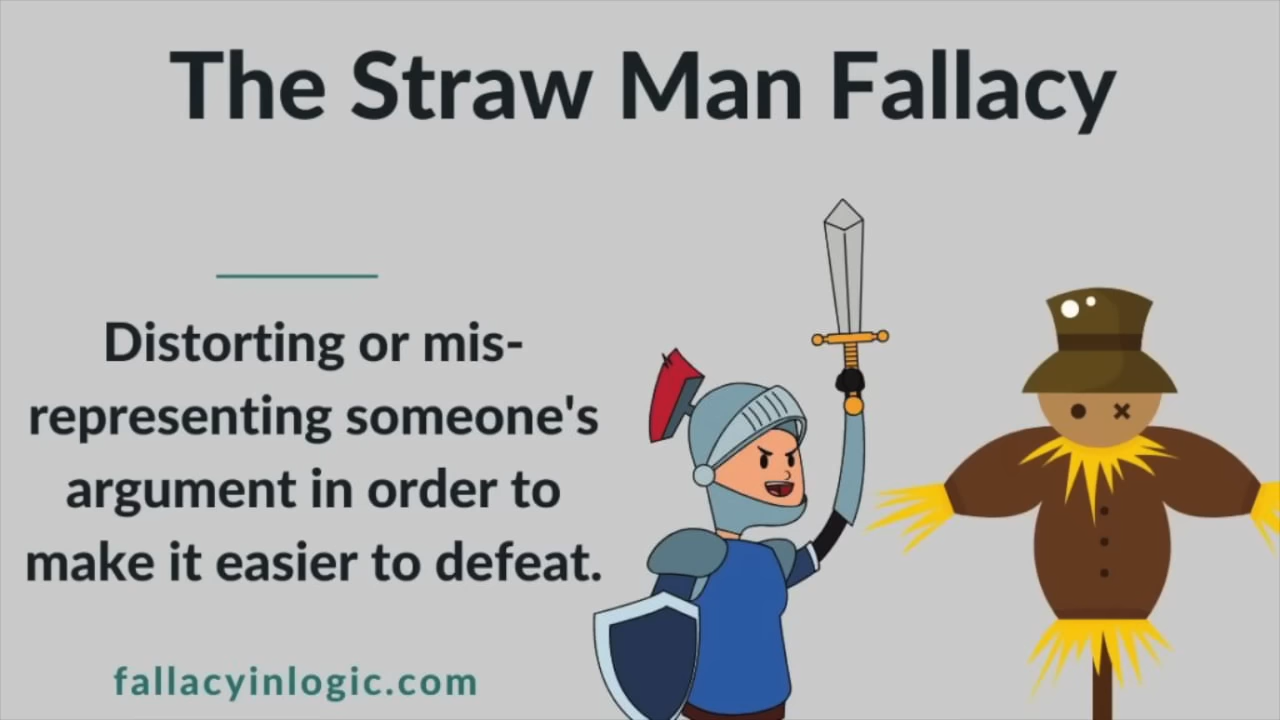 The Straw Man Fallacy
Distorting or mis-
representing someone's
argument in order to
make it easier to defeat.
fallacyinlogic.com